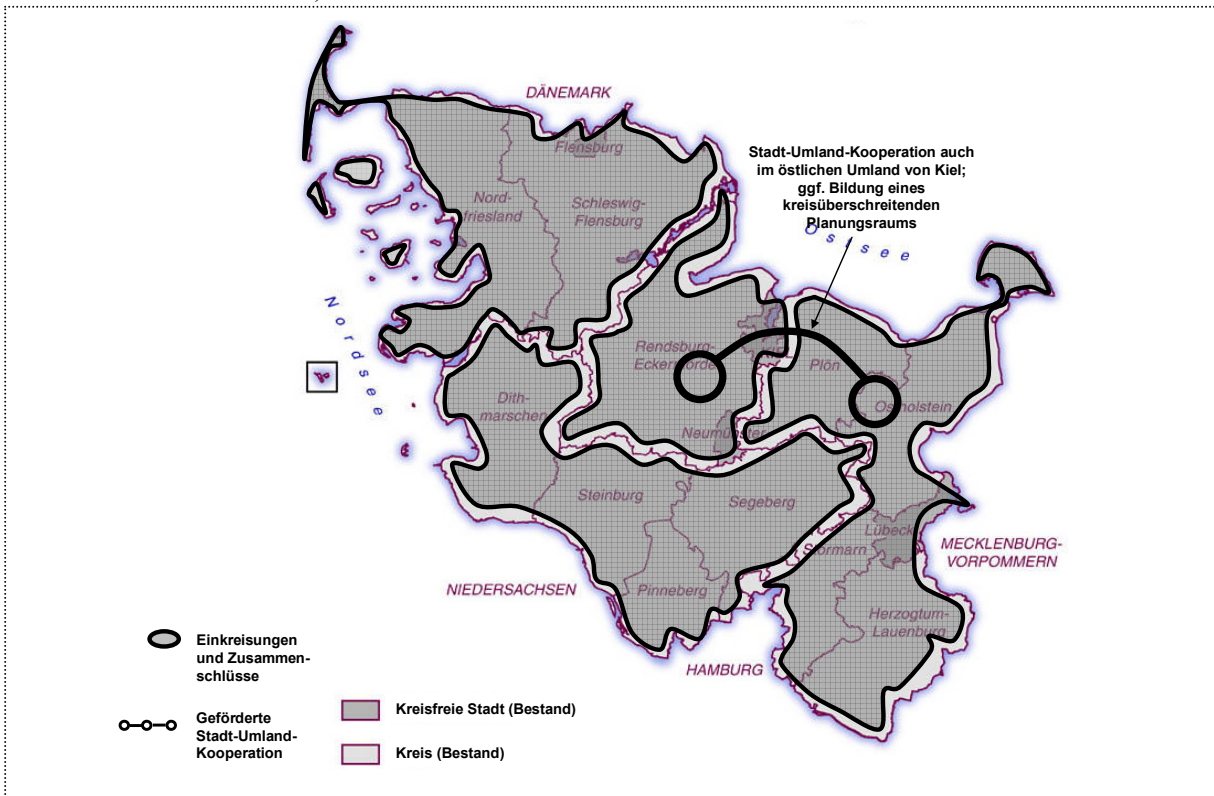 DÄNEMARK
Flensburg
Stadt-Umland-Kooperation auch
im östlichen Umland von Kiel;
ggf. Bildung eines
kreisüberschreitenden
Planungsraums
Nord-
friesland
Schleswig-
Flensburg
Ostsee
Nordsee
Rendsburg-
Eckernförde
Plön
Dith-
marschen
Ostholstein
Neumünster
Steinburg
Segeberg
Lübeck
Stormarn
MECKLENBURG-
VORPOMMERN
NIEDERSACHSEN
Pinneberg
Herzogtum-
Lauenburg
HAMBURG
Einkreisungen
und Zusammen-
schlüsse
Geförderte
Stadt-Umland-
Kooperation
Kreisfreie Stadt (Bestand)
Kreis (Bestand)